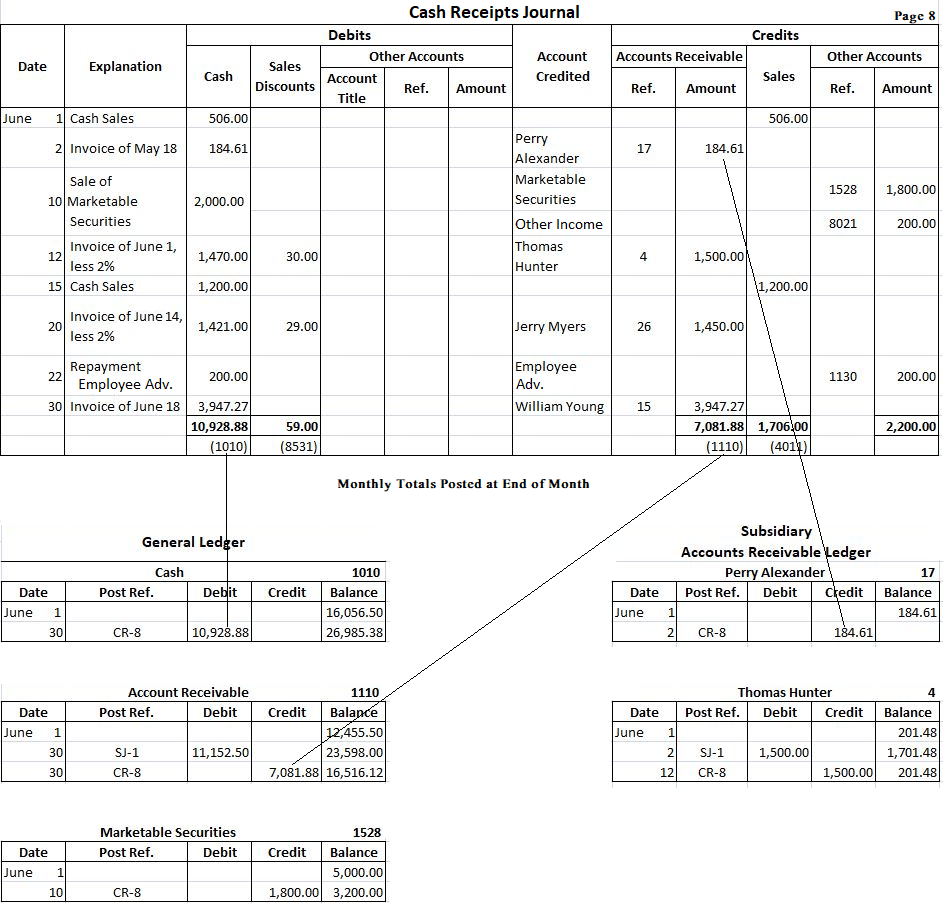 Cash Receipts Journal
Page 8
Date Explanation Debits Account Credited Credits
Cash Sales Discounts Other Accounts Accounts Receivable Sales Other Accounts
Account Title Ref. Amount Ref. Amount Ref. Amount
June 1 Cash Sales 506.00 506.00
2 Invoice of May 18 184.61 Perry Alexander 17 184.61
10 Sale of Marketable Securities 2,000.00 Marketable Securities 1528 1,800.00
Other Income 8021 200.00
12 Invoice of June 1, less 2% 1,470.00 30.00 Thomas Hunter 4 1,500.00
15 Cash Sales 1,200.00 1,200.00
20 Invoice of June 14, less 2% 1,421.00 29.00 Jerry Myers 26 1,450.00
22 Repayment Employee Adv. 200.00 Employee Adv. 1130 200.00
30 Invoice of June 18 3,947.27 William Young 15 3,947.27
10,928.88 59.00 7,081.88 1,706.00 2,200.00
(1010) (8531) (1110) (4011)
Monthly Totals Posted at End of Month
General Ledger
Cash 1010
Date Post Ref. Debit Credit Balance
June 1 16,056.50
30 CR-8 10,928.88 26,985.38
Account Receivable 1110
Date Post Ref. Debit Credit Balance
June 1 12,455.50
30 SJ-1 11,152.50 23,598.00
30 CR-8 7,081.88 16,516.12
Marketable Securities 1528
Date Post Ref. Debit Credit Balance
June 1 5,000.00
10 CR-8 1,800.00 3,200.00
Subsidiary
Accounts Receivable Ledger
Perry Alexander 17
Date Post Ref. Debit Credit Balance
June 1 184.61
2 CR-8 184.61
Thomas Hunter 4
Date Post Ref. Debit Credit Balance
June 1 201.48
2 SJ-1 1,500.00 1,701.48
12 CR-8 1,500.00 201.48